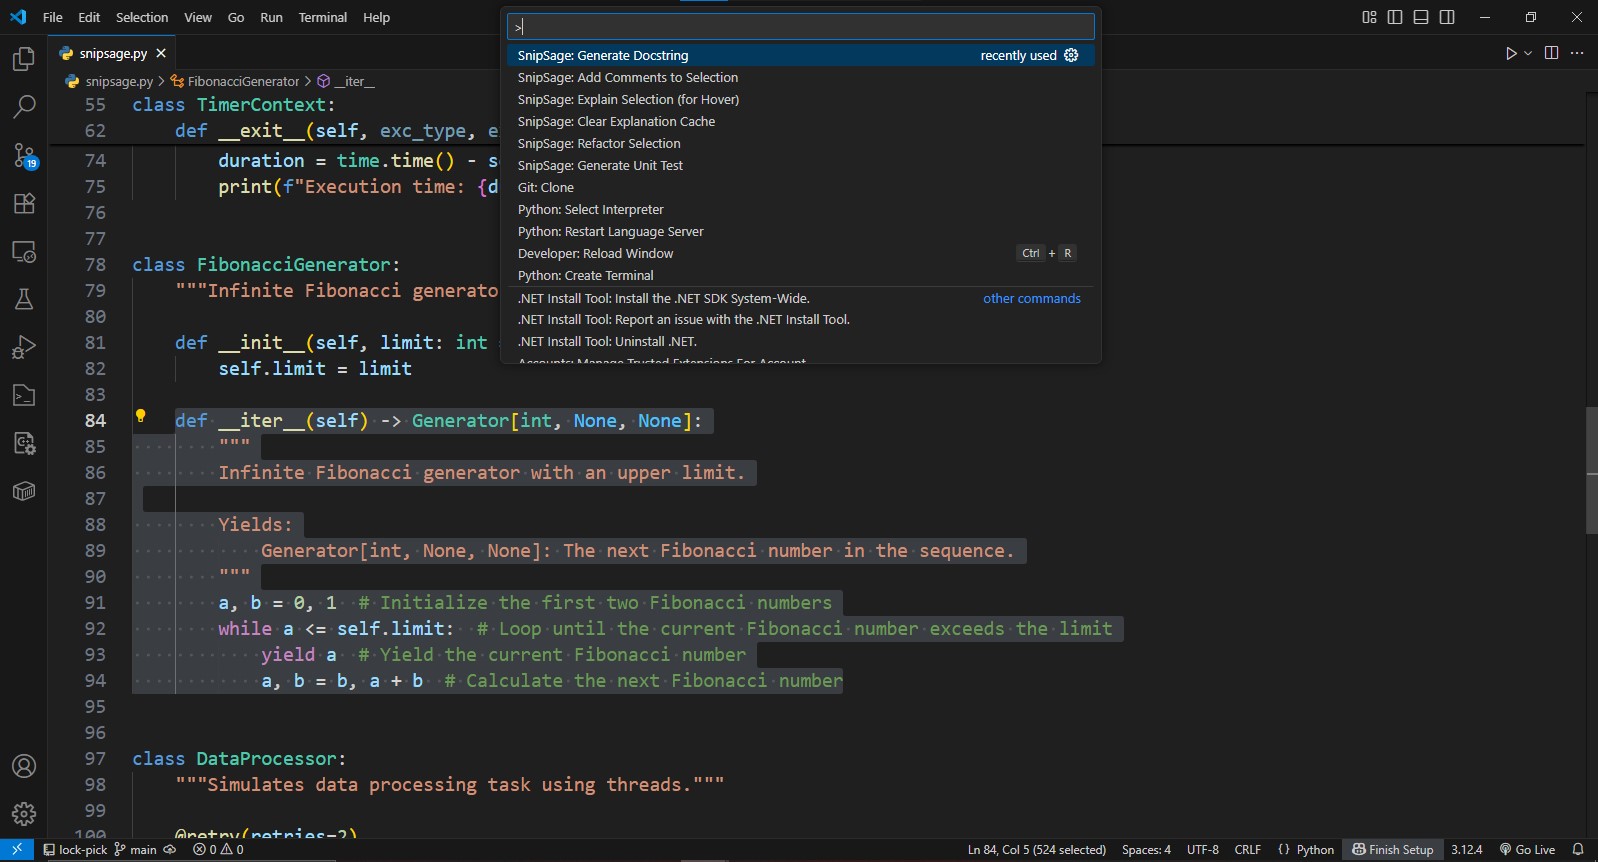 File Edit Selection View Go Run Terminal Help
>
snipsage.py
snipsage.py > FibonacciGenerator > __iter__
SnipSage: Generate Docstring recently used
SnipSage: Add Comments to Selection
SnipSage: Explain Selection (for Hover)
SnipSage: Clear Explanation Cache
SnipSage: Refactor Selection
SnipSage: Generate Unit Test
Git: Clone
Python: Select Interpreter
Python: Restart Language Server
Developer: Reload Window Ctrl + R
Python: Create Terminal
.NET Install Tool: Install the .NET SDK System-Wide. other commands
.NET Install Tool: Report an issue with the .NET Install Tool.
.NET Install Tool: Uninstall .NET.
Accounts: Manage Trusted Extensions For Account
55 class TimerContext:
62 def __exit__(self, exc_type, e
74 duration = time.time() - s
75 print(f"Execution time: {d
76
77
78 class FibonacciGenerator:
79 """Infinite Fibonacci generato
80
81 def __init__(self, limit: int
82 self.limit = limit
83
84 def __iter__(self) -> Generator[int, None, None]:
85 """
86 Infinite Fibonacci generator with an upper limit.
87
88 Yields:
89 Generator[int, None, None]: The next Fibonacci number in the sequence.
90 """
91 a, b = 0, 1 # Initialize the first two Fibonacci numbers
92 while a <= self.limit: # Loop until the current Fibonacci number exceeds the limit
93 yield a # Yield the current Fibonacci number
94 a, b = b, a + b # Calculate the next Fibonacci number
95
96
97 class DataProcessor:
98 """Simulates data processing task using threads."""
99
100 @retry(retries=2)
19
lock-pick main 0 0 Ln 84, Col 5 (524 selected) Spaces: 4 UTF-8 CRLF {} Python Finish Setup 3.12.4 Go Live